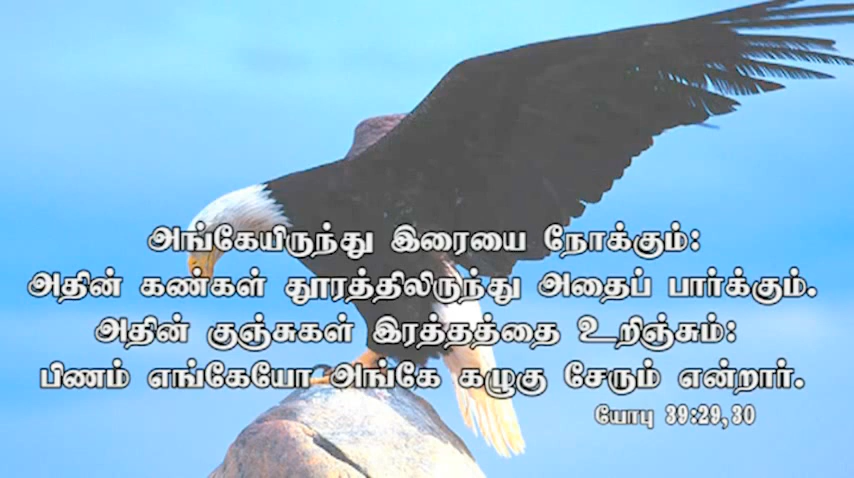 அங்கேயிருந்து இரையை நோக்கும்:
அதின் கண்கள் தூரத்திலிருந்து அதைப் பார்க்கும்.
அதின் குஞ்சுகள் இரத்தத்தை உறிஞ்சும்:
பிணம் எங்கேயோ அங்கே கழுகு சேரும் என்றார்.
யோபு 39:29,30